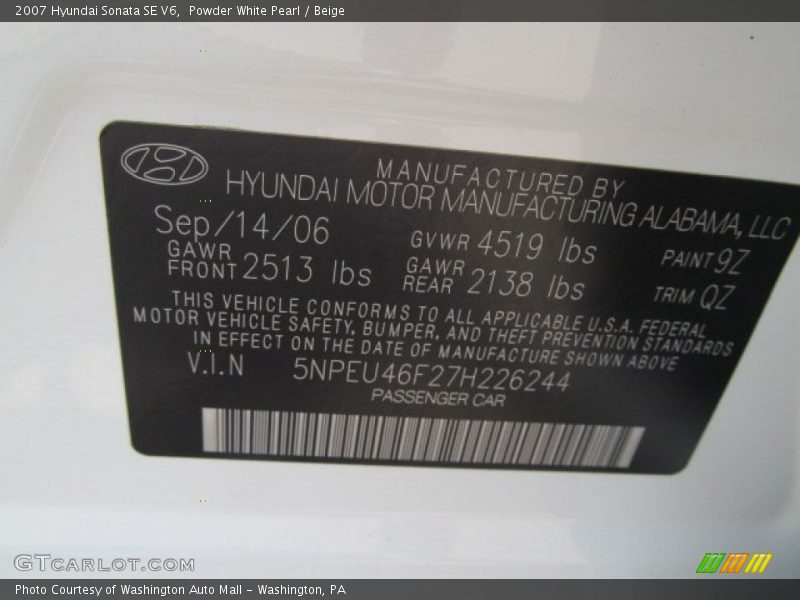 2007 Hyundai Sonata SE V6, Powder White Pearl / Beige
MANUFACTURED BY
HYUNDAI MOTOR MANUFACTURING ALABAMA, LLC
Sep/14/06 GVWR 4519 lbs PAINT 9Z
GAWR FRONT 2513 lbs GAWR REAR 2138 lbs TRIM QZ
THIS VEHICLE CONFORMS TO ALL APPLICABLE U.S.A. FEDERAL
MOTOR VEHICLE SAFETY, BUMPER, AND THEFT PREVENTION STANDARDS
IN EFFECT ON THE DATE OF MANUFACTURE SHOWN ABOVE
V.I.N 5NPEU46F27H226244
PASSENGER CAR
GTCARLOT.COM
Photo Courtesy of Washington Auto Mall - Washington, PA